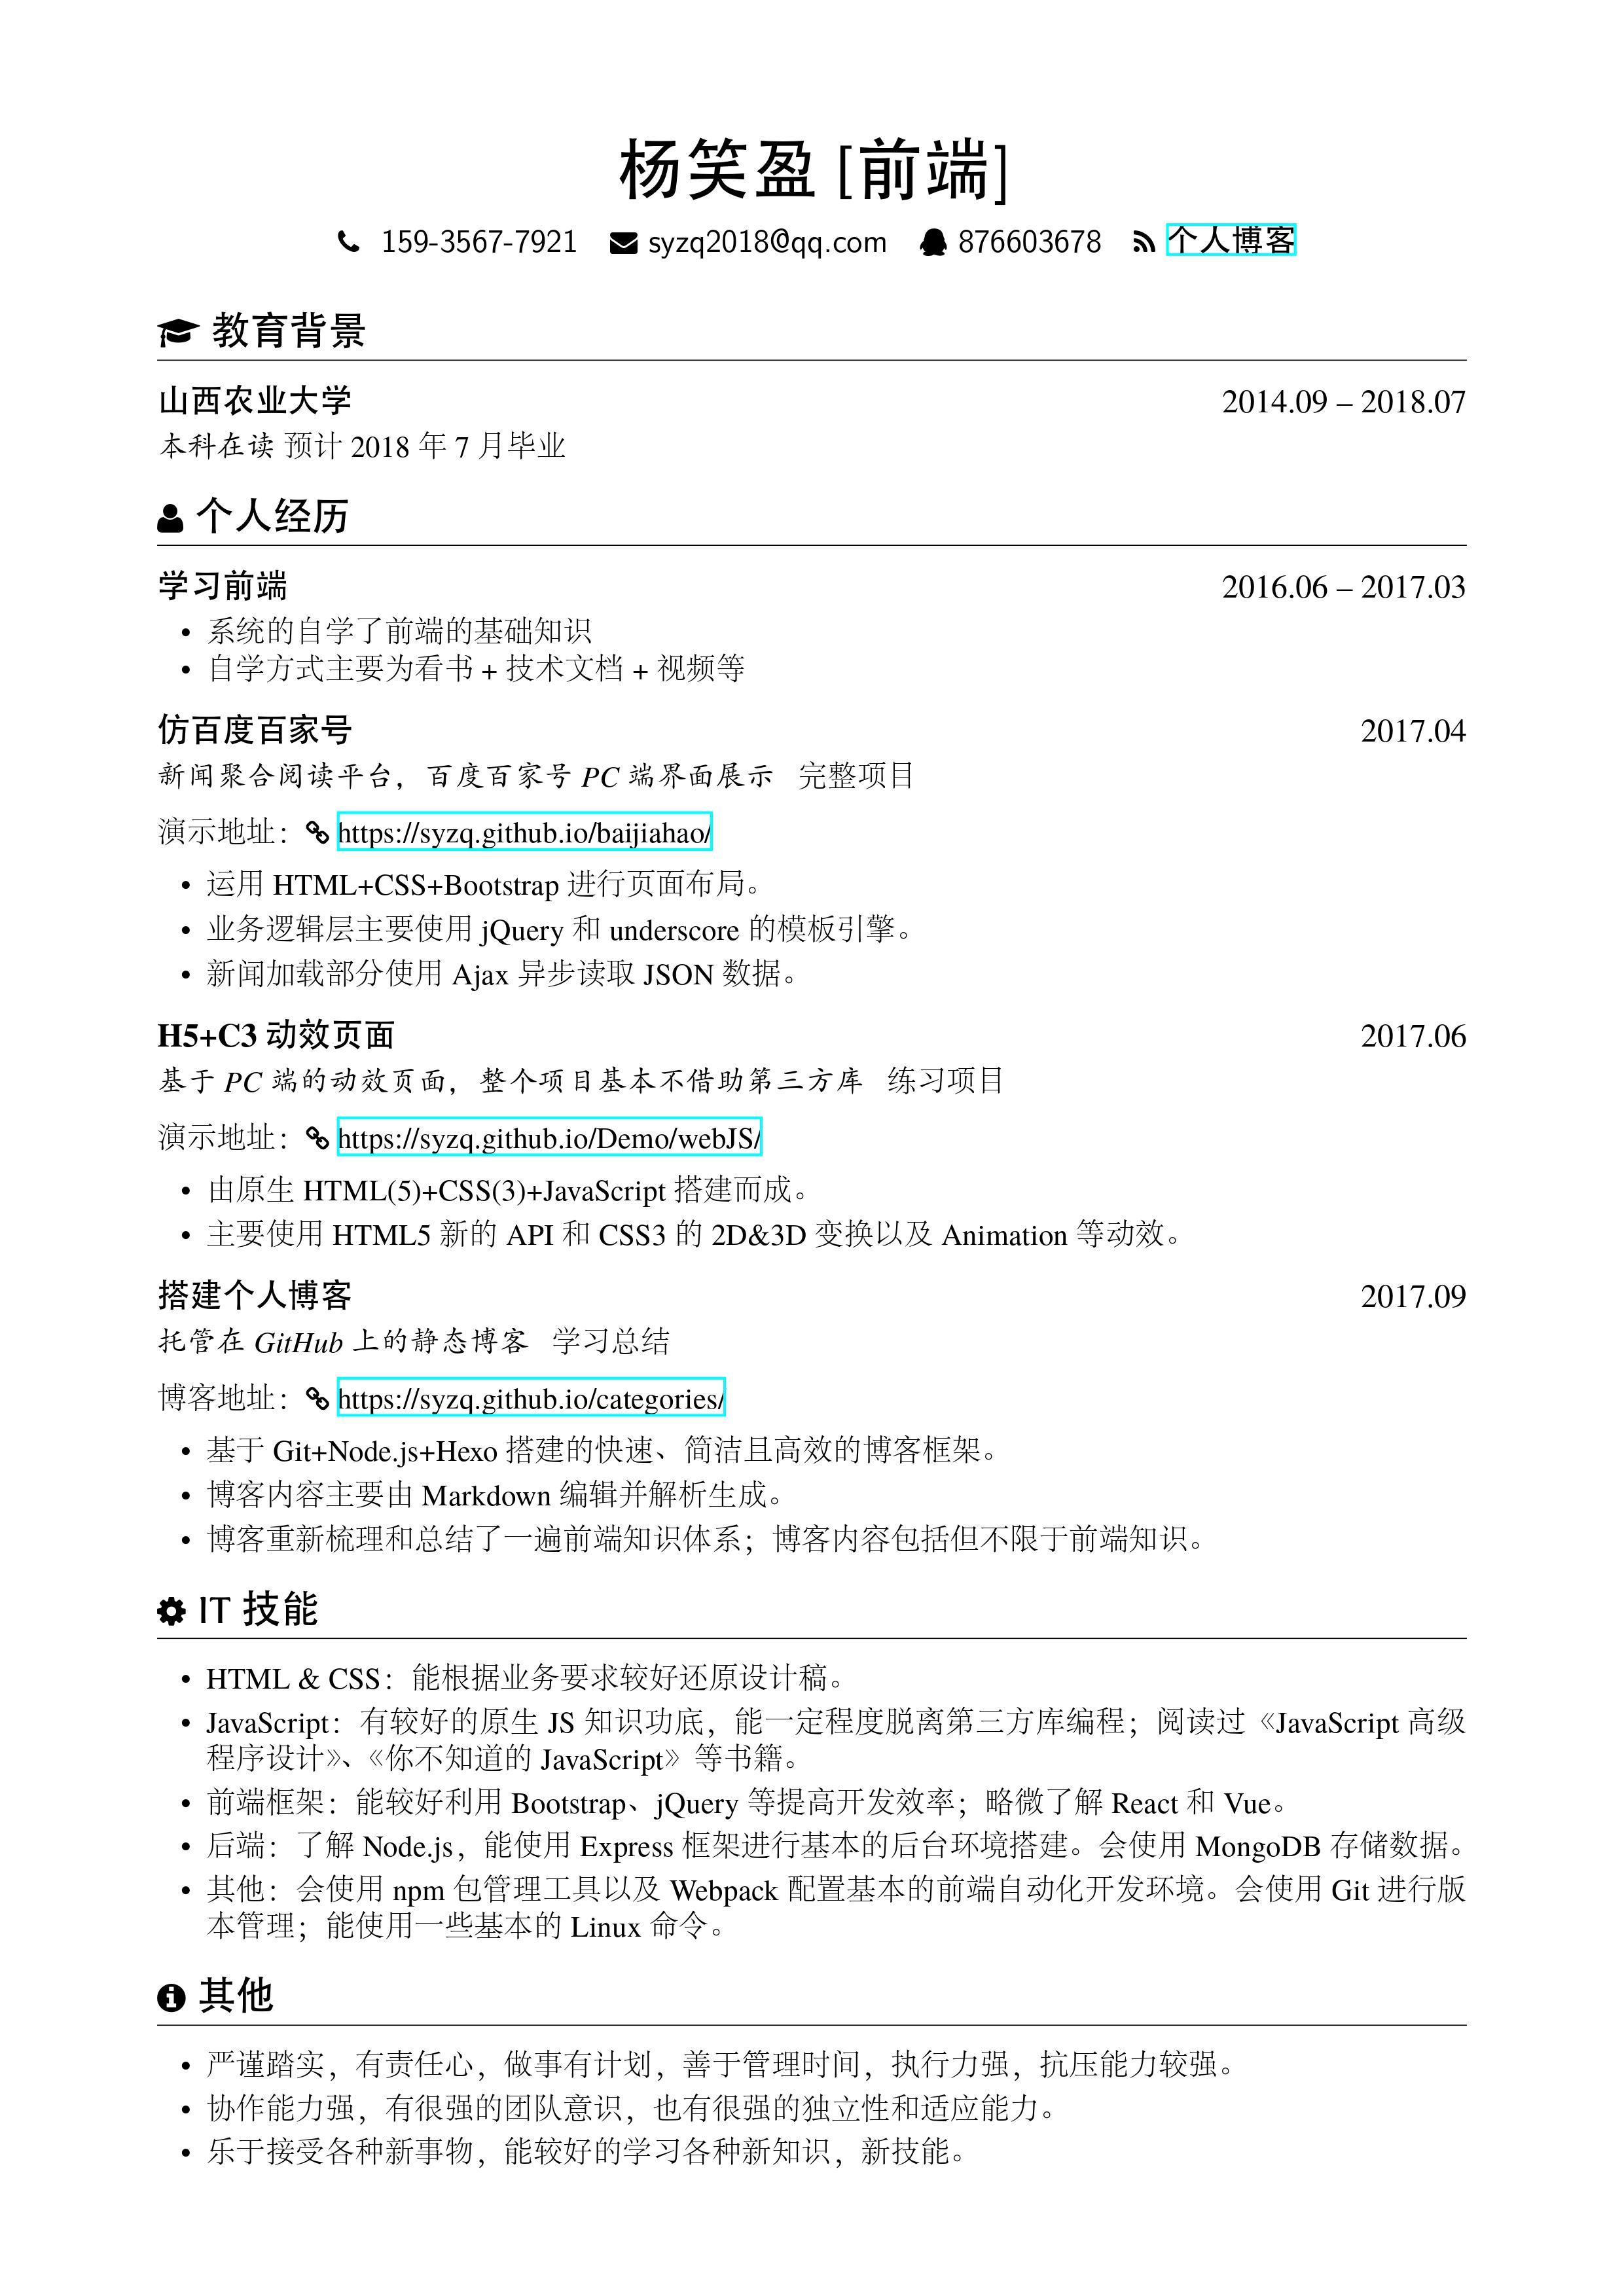 杨笑盈 [前端]
159-3567-7921 syzq2018@qq.com 876603678 个人博客
教育背景
山西农业大学 2014.09 – 2018.07
本科在读 预计 2018 年 7 月毕业
个人经历
学习前端 2016.06 – 2017.03
• 系统的自学了前端的基础知识
• 自学方式主要为看书 + 技术文档 + 视频等
仿百度百家号 2017.04
新闻聚合阅读平台，百度百家号 PC 端界面展示 完整项目
演示地址： https://syzq.github.io/baijiahao/
• 运用 HTML+CSS+Bootstrap 进行页面布局。
• 业务逻辑层主要使用 jQuery 和 underscore 的模板引擎。
• 新闻加载部分使用 Ajax 异步读取 JSON 数据。
H5+C3 动效页面 2017.06
基于 PC 端的动效页面，整个项目基本不借助第三方库 练习项目
演示地址： https://syzq.github.io/Demo/webJS/
• 由原生 HTML(5)+CSS(3)+JavaScript 搭建而成。
• 主要使用 HTML5 新的 API 和 CSS3 的 2D&3D 变换以及 Animation 等动效。
搭建个人博客 2017.09
托管在 GitHub 上的静态博客 学习总结
博客地址： https://syzq.github.io/categories/
• 基于 Git+Node.js+Hexo 搭建的快速、简洁且高效的博客框架。
• 博客内容主要由 Markdown 编辑并解析生成。
• 博客重新梳理和总结了一遍前端知识体系；博客内容包括但不限于前端知识。
IT 技能
• HTML & CSS：能根据业务要求较好还原设计稿。
• JavaScript：有较好的原生 JS 知识功底，能一定程度脱离第三方库编程；阅读过《JavaScript 高级
程序设计》、《你不知道的 JavaScript》等书籍。
• 前端框架：能较好利用 Bootstrap、jQuery 等提高开发效率；略微了解 React 和 Vue。
• 后端：了解 Node.js，能使用 Express 框架进行基本的后台环境搭建。会使用 MongoDB 存储数据。
• 其他：会使用 npm 包管理工具以及 Webpack 配置基本的前端自动化开发环境。会使用 Git 进行版
本管理；能使用一些基本的 Linux 命令。
其他
• 严谨踏实，有责任心，做事有计划，善于管理时间，执行力强，抗压能力较强。
• 协作能力强，有很强的团队意识，也有很强的独立性和适应能力。
• 乐于接受各种新事物，能较好的学习各种新知识，新技能。